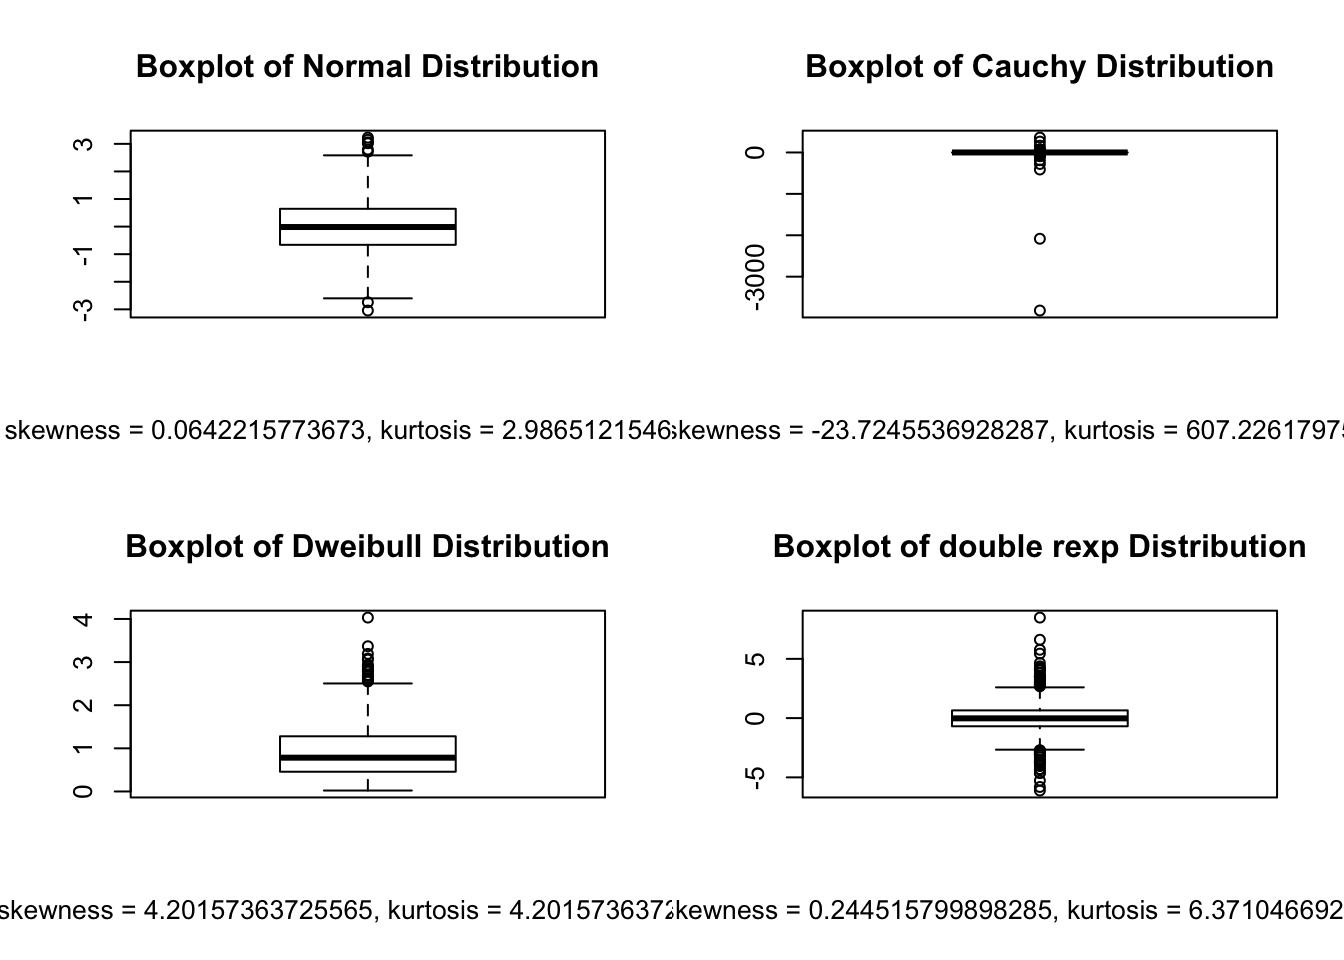 Boxplot of Normal Distribution
3
1
-1
-3
skewness = 0.0642215773673, kurtosis = 2.9865121546
Boxplot of Cauchy Distribution
0
-3000
skewness = -23.7245536928287, kurtosis = 607.2261797
Boxplot of Dweibull Distribution
4
3
2
1
0
skewness = 4.20157363725565, kurtosis = 4.2015736372
Boxplot of double rexp Distribution
5
0
-5
kewness = 0.244515799898285, kurtosis = 6.371046692